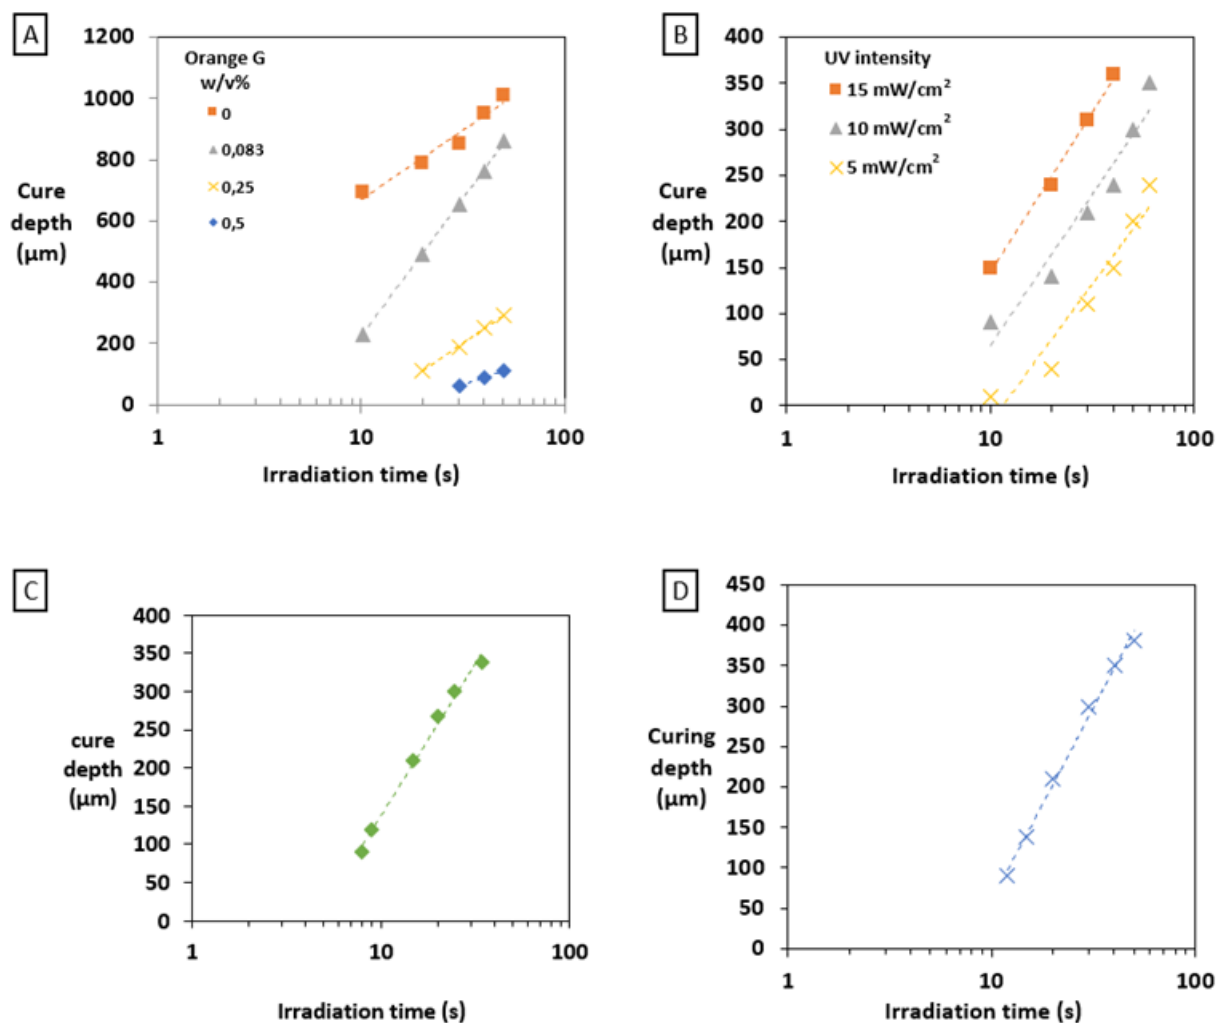 A
1200
1000
800
600
400
200
0
Cure
depth
(µm)
Orange G
w/v%
0
0,083
0,25
0,5
1
10
100
Irradiation time (s)
B
400
350
300
250
200
150
100
50
0
Cure
depth
(µm)
UV intensity
15 mW/cm²
10 mW/cm²
5 mW/cm²
1
10
100
Irradiation time (s)
C
400
350
300
250
200
150
100
50
0
cure
depth
(µm)
1
10
100
Irradiation time (s)
D
450
400
350
300
250
200
150
100
50
0
Curing
depth
(µm)
1
10
100
Irradiation time (s)